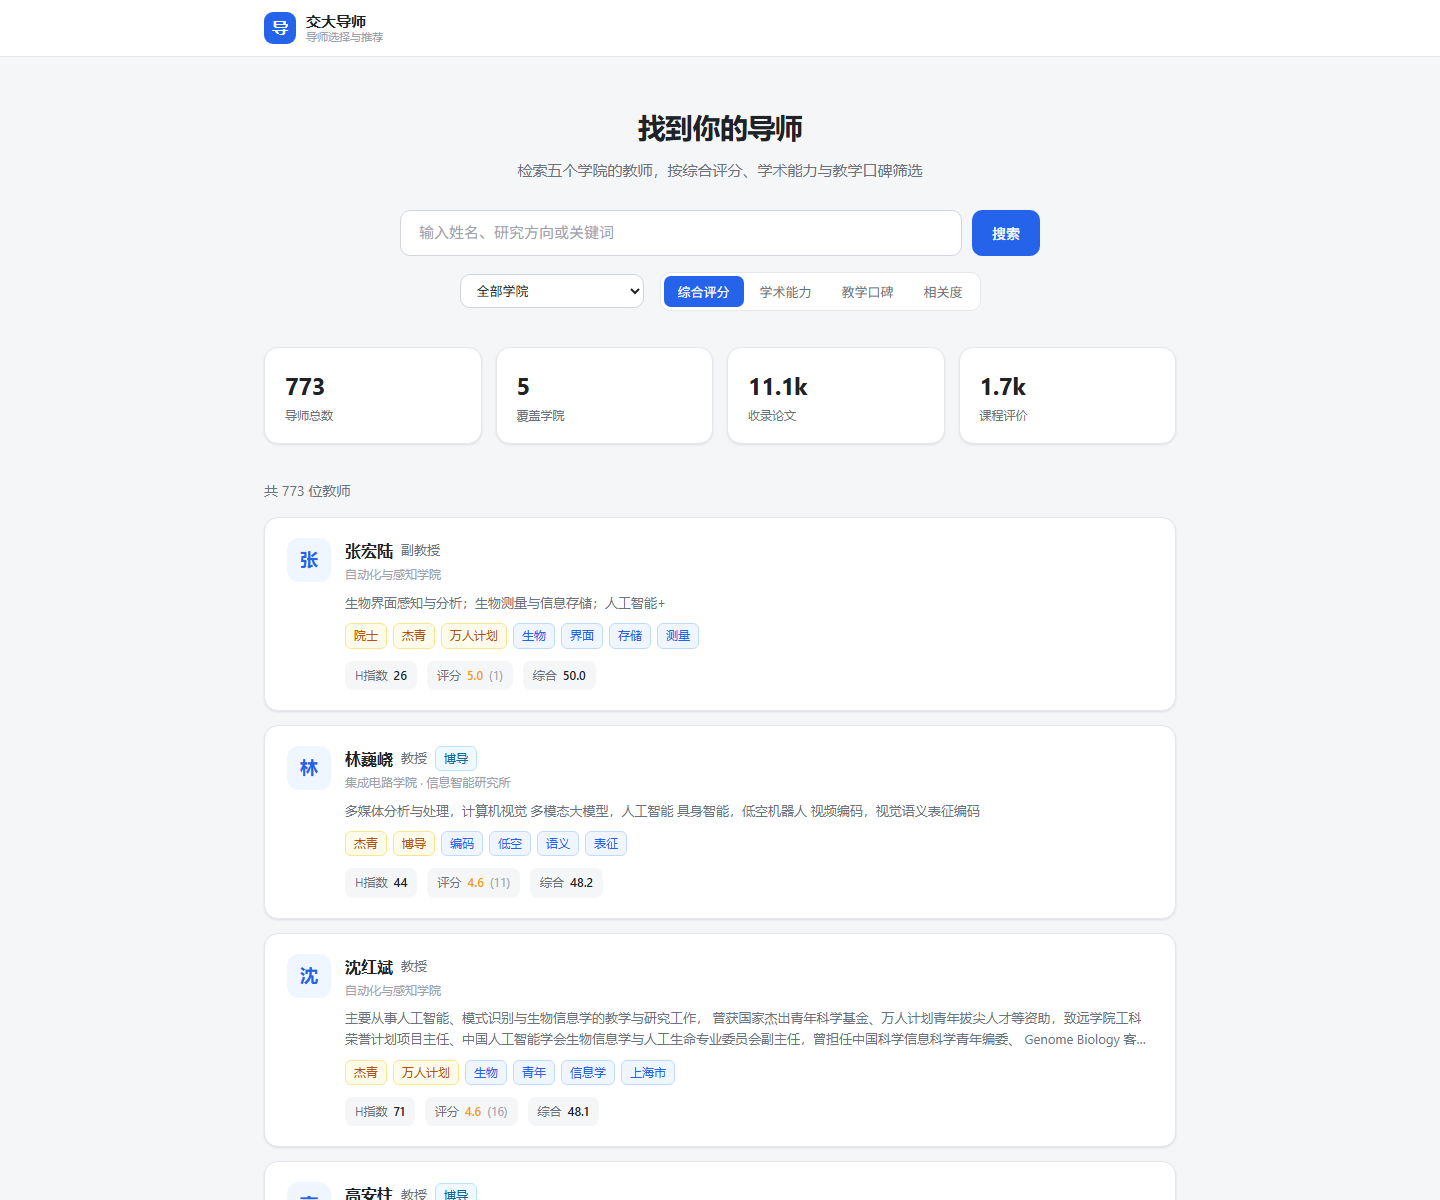 导
交大导师
导师选择与推荐
找到你的导师
检索五个学院的教师，按综合评分、学术能力与教学口碑筛选
输入姓名、研究方向或关键词
搜索
全部学院
综合评分 学术能力 教学口碑 相关度
773
导师总数
5
覆盖学院
11.1k
收录论文
1.7k
课程评价
共 773 位教师
张
张宏陆 副教授
自动化与感知学院
生物界面感知与分析；生物测量与信息存储；人工智能+
院士 杰青 万人计划 生物 界面 存储 测量
H指数 26 评分 5.0 (1) 综合 50.0
林
林巍峣 教授 博导
集成电路学院 · 信息智能研究所
多媒体分析与处理，计算机视觉 多模态大模型，人工智能 具身智能，低空机器人 视频编码，视觉语义表征编码
杰青 博导 编码 低空 语义 表征
H指数 44 评分 4.6 (11) 综合 48.2
沈
沈红斌 教授
自动化与感知学院
主要从事人工智能、模式识别与生物信息学的教学与研究工作， 曾获国家杰出青年科学基金、万人计划青年拔尖人才等资助，致远学院工科
荣誉计划项目主任、中国人工智能学会生物信息学与人工生命专业委员会副主任，曾担任中国科学信息科学青年编委、 Genome Biology 客...
杰青 万人计划 生物 青年 信息学 上海市
H指数 71 评分 4.6 (16) 综合 48.1
高安柱 教授 博导